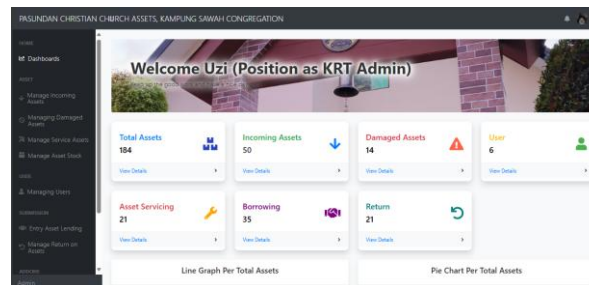 PASUNDAN CHRISTIAN CHURCH ASSETS, KAMPUNG SAWAH CONGREGATION
HOME
Dashboards
ASSET
Manage Incoming
Assets
Managing Damaged
Assets
Manage Service Assets
Manage Asset Stock
Managing Users
Entry Asset Lending
Manage Return on
Assets
Admin
Welcome Uzi (Position as KRT
Admin)
Total Assets
184
View Details
Incoming Assets
50
View Details
Damaged Assets
14
View Details
User
6
View Details
Asset Servicing
21
View Details
Borrowing
35
View Details
Return
21
View Details
Line Graph Per Total Assets
Pie Chart Per Total Assets